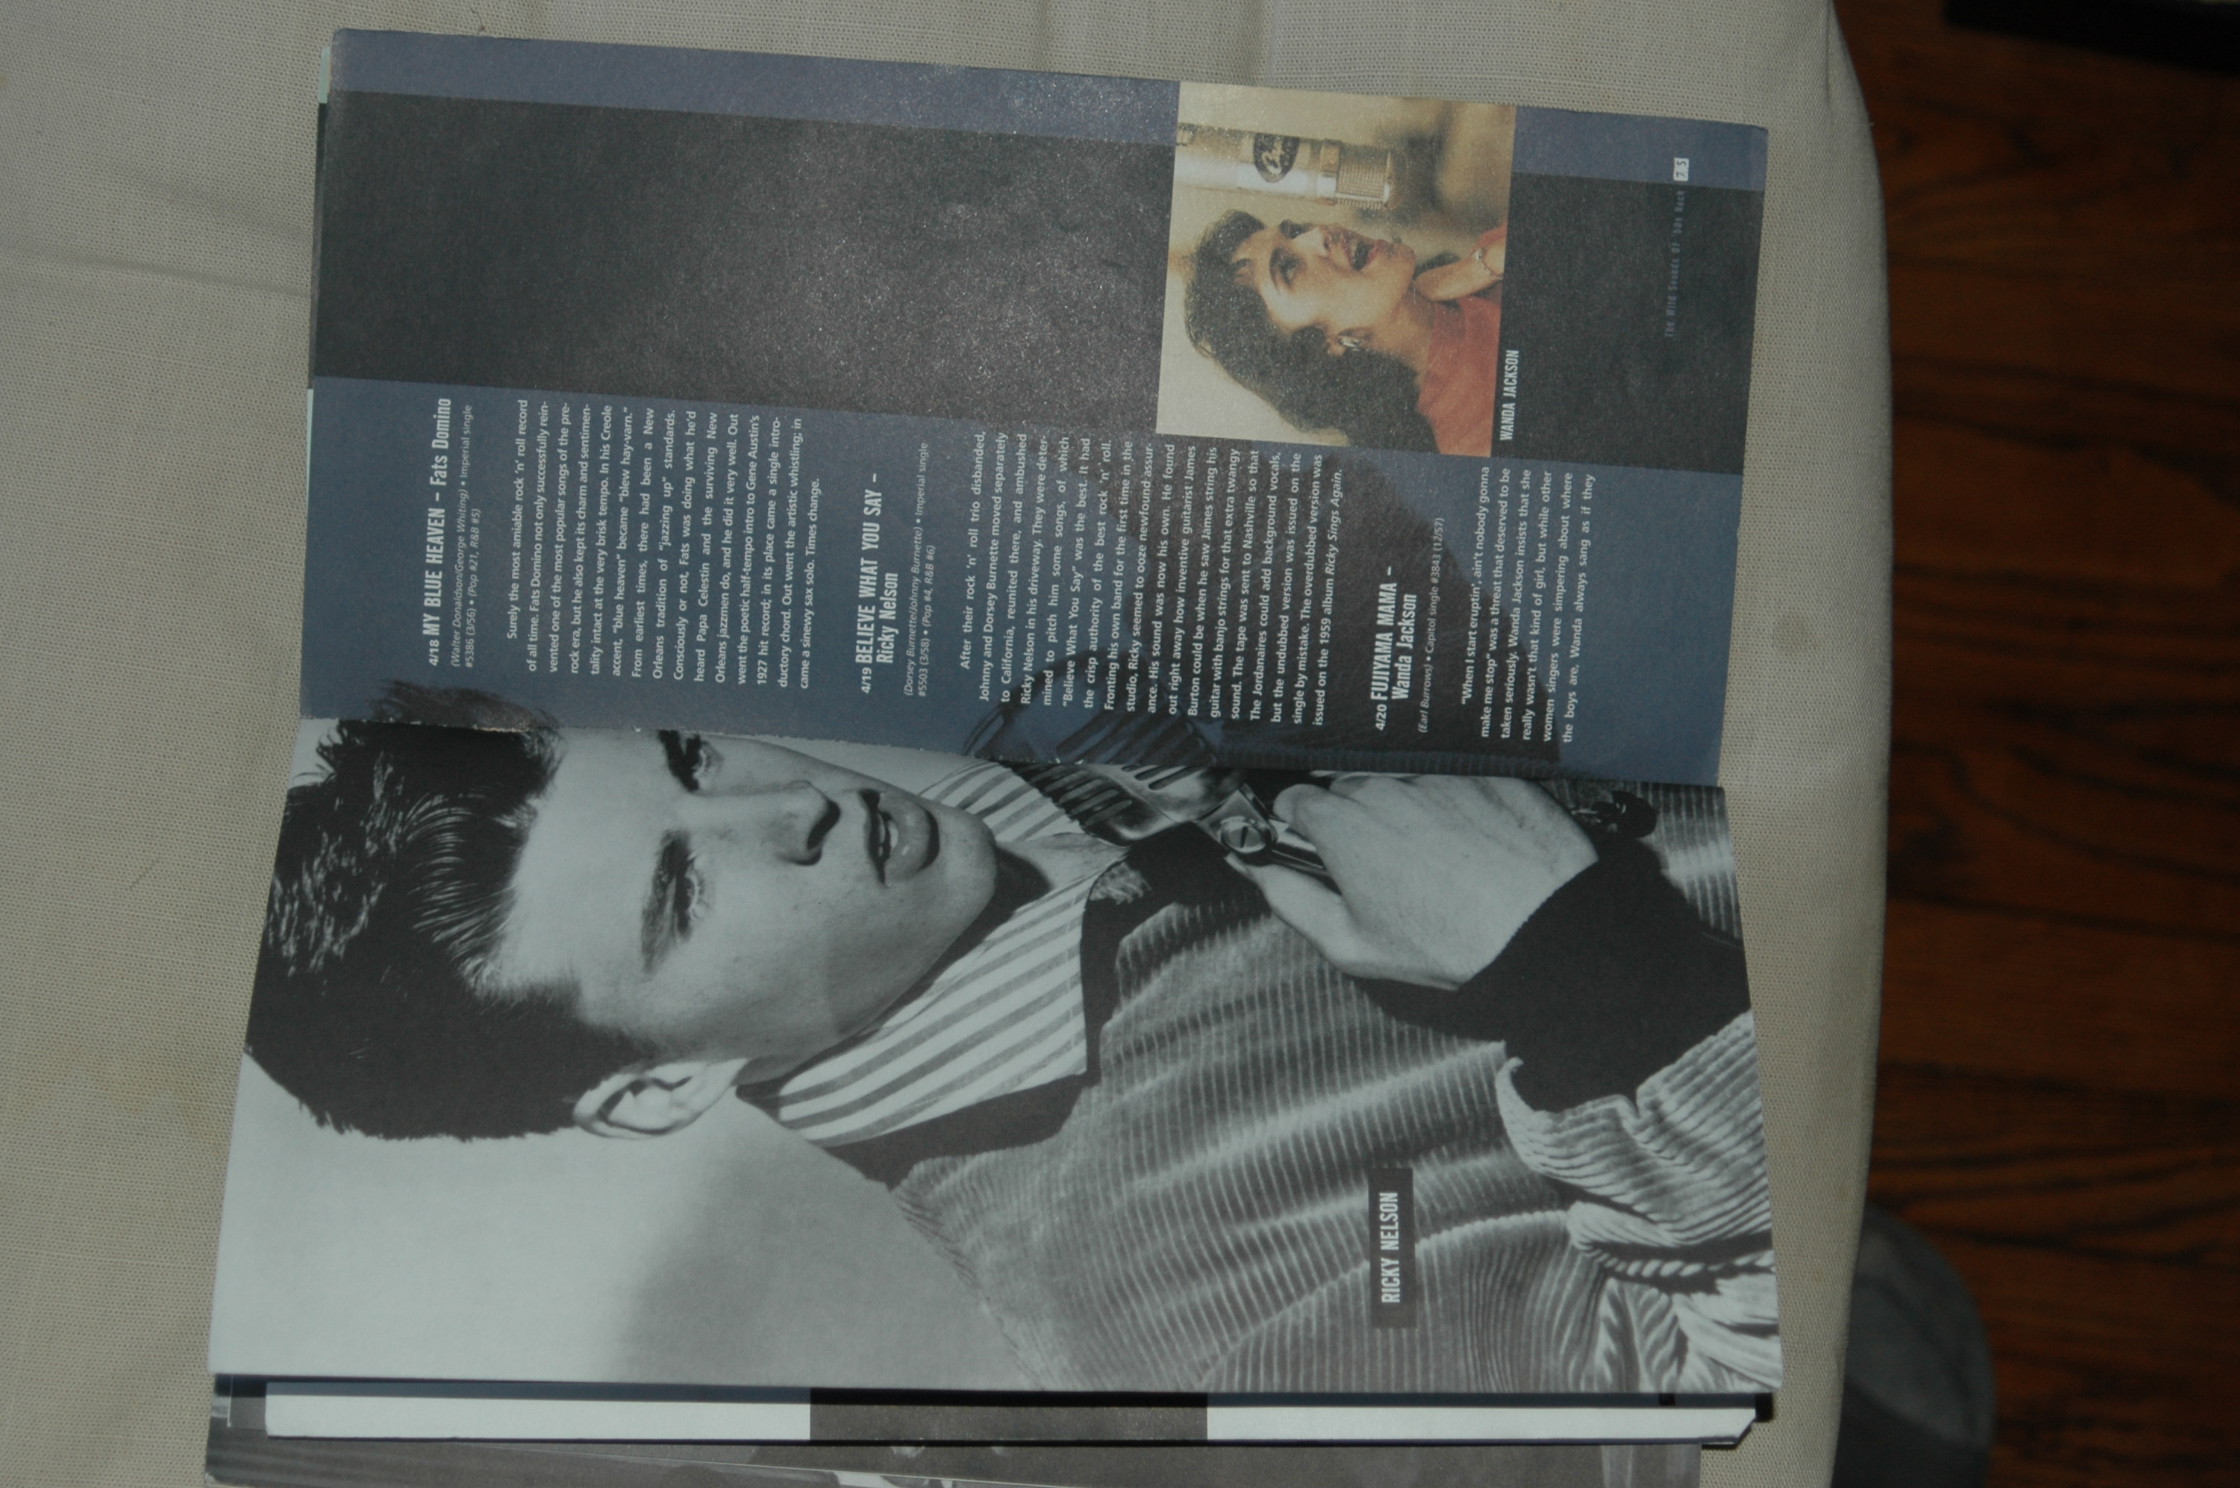 RICKY NELSON
4/18 MY BLUE HEAVEN – Fats Domino
(Walter Donaldson/George Whiting) • Imperial single
#5386 (3/56) • (Pop #21, R&B #5)
Surely the most amiable rock 'n' roll record
of all time. Fats Domino not only successfully rein-
vented one of the most popular songs of the pre-
rock era, but he also kept its charm and sentimen-
tality intact at the very brick tempo. In his Creole
accent, "blue heaven" became "blew hay-varn."
From earliest times, there had been a New
Orleans tradition of "jazzing up" standards.
Consciously or not, Fats was doing what he'd
heard Papa Celestin and the surviving New
Orleans jazzmen do, and he did it very well. Out
went the poetic half-tempo intro to Gene Austin's
1927 hit record; in its place came a single intro-
ductory chord. Out went the artistic whistling; in
came a sinewy sax solo. Times change.
4/19 BELIEVE WHAT YOU SAY –
Ricky Nelson
(Dorsey Burnette/Johnny Burnette) • Imperial single
#5503 (3/58) • (Pop #4, R&B #6)
After their rock 'n' roll trio disbanded,
Johnny and Dorsey Burnette moved separately
to California, reunited there, and ambushed
Ricky Nelson in his driveway. They were deter-
mined to pitch him some songs, of which
"Believe What You Say" was the best. It had
the crisp authority of the best rock 'n' roll.
Fronting his own band for the first time in the
studio, Ricky seemed to ooze newfound assur-
ance. His sound was now his own. He found
out right away how inventive guitarist James
Burton could be when he saw James string his
guitar with banjo strings for that extra twangy
sound. The tape was sent to Nashville so that
The Jordanaires could add background vocals,
but the undubbed version was issued on the
single by mistake. The overdubbed version was
issued on the 1959 album Ricky Sings Again.
4/20 FUJIYAMA MAMA –
Wanda Jackson
(Earl Burrows) • Capitol single #3843 (12/57)
"When I start eruptin', ain't nobody gonna
make me stop" was a threat that deserved to be
taken seriously. Wanda Jackson insists that she
really wasn't that kind of girl, but while other
women singers were simpering about where
the boys are, Wanda always sang as if they
WANDA JACKSON
The Wild Sounds Of '50s Rock 75